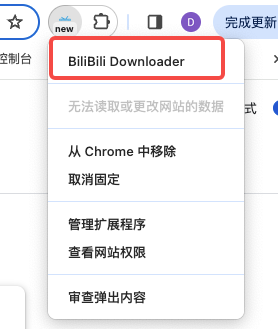 new
D
完成更新
控制台
BiliBili Downloader
无法读取或更改网站的数据
式
从 Chrome 中移除
取消固定
管理扩展程序
查看网站权限
审查弹出内容